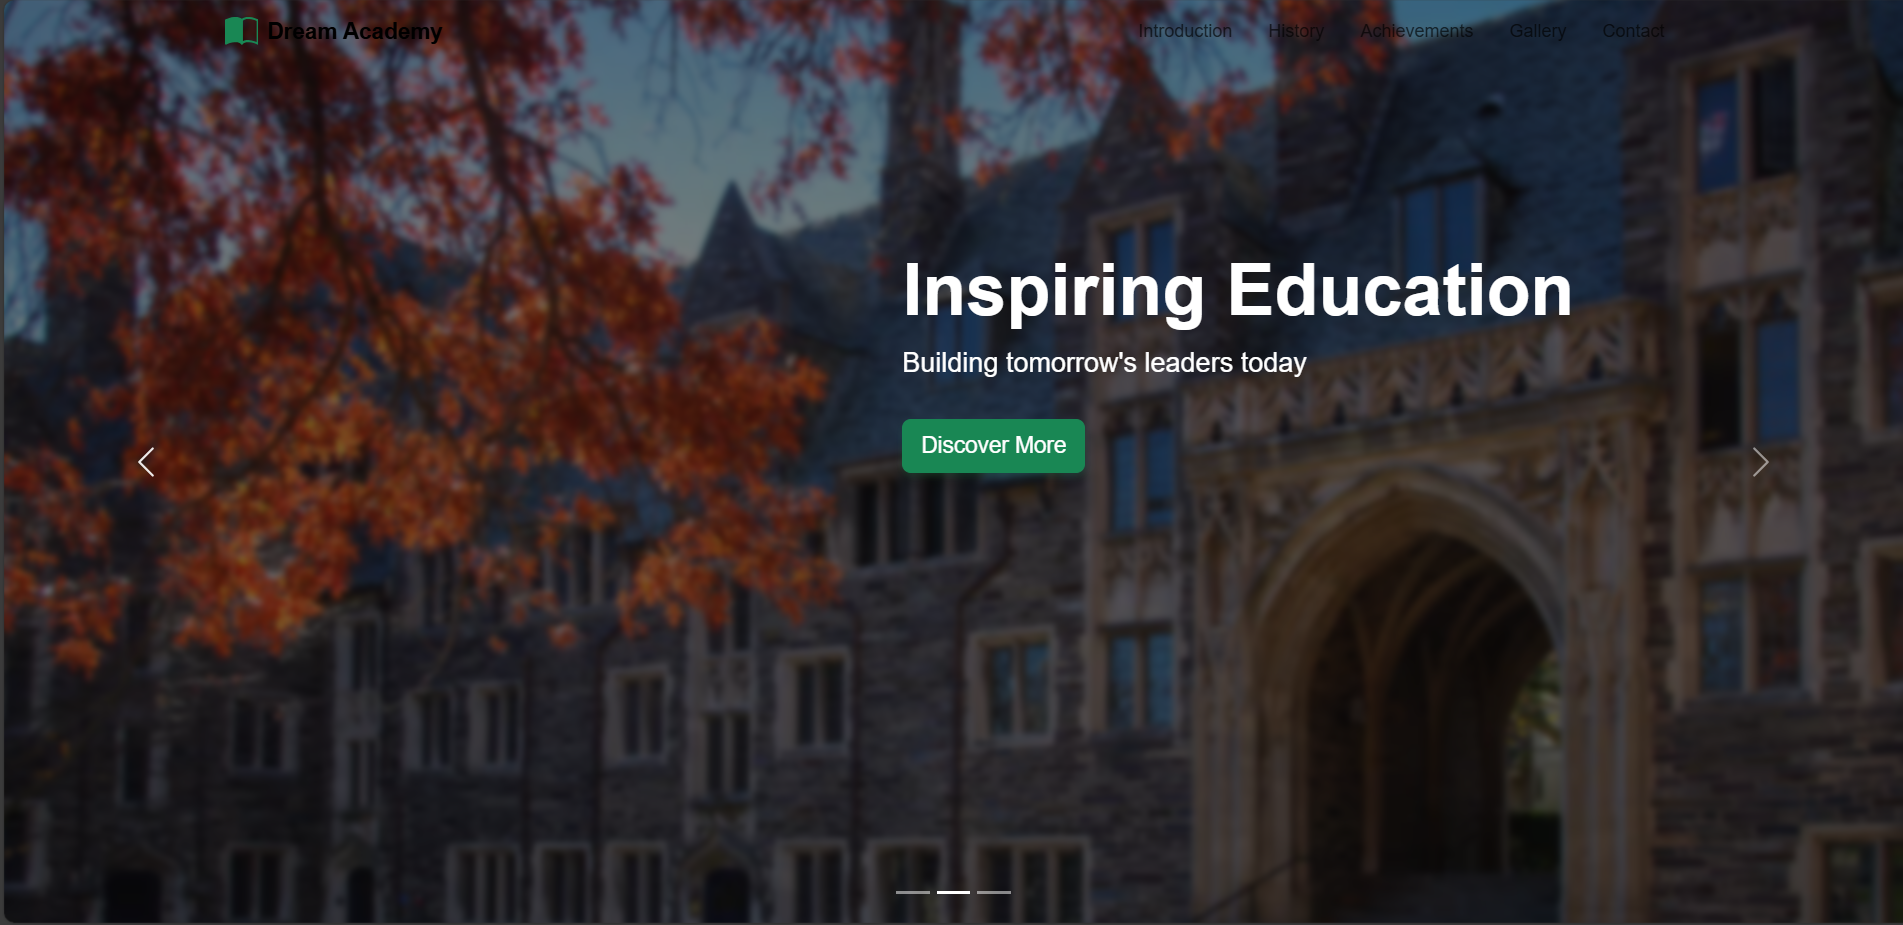 Dream Academy
Introduction History Achievements Gallery Contact
Inspiring Education
Building tomorrow's leaders today
Discover More